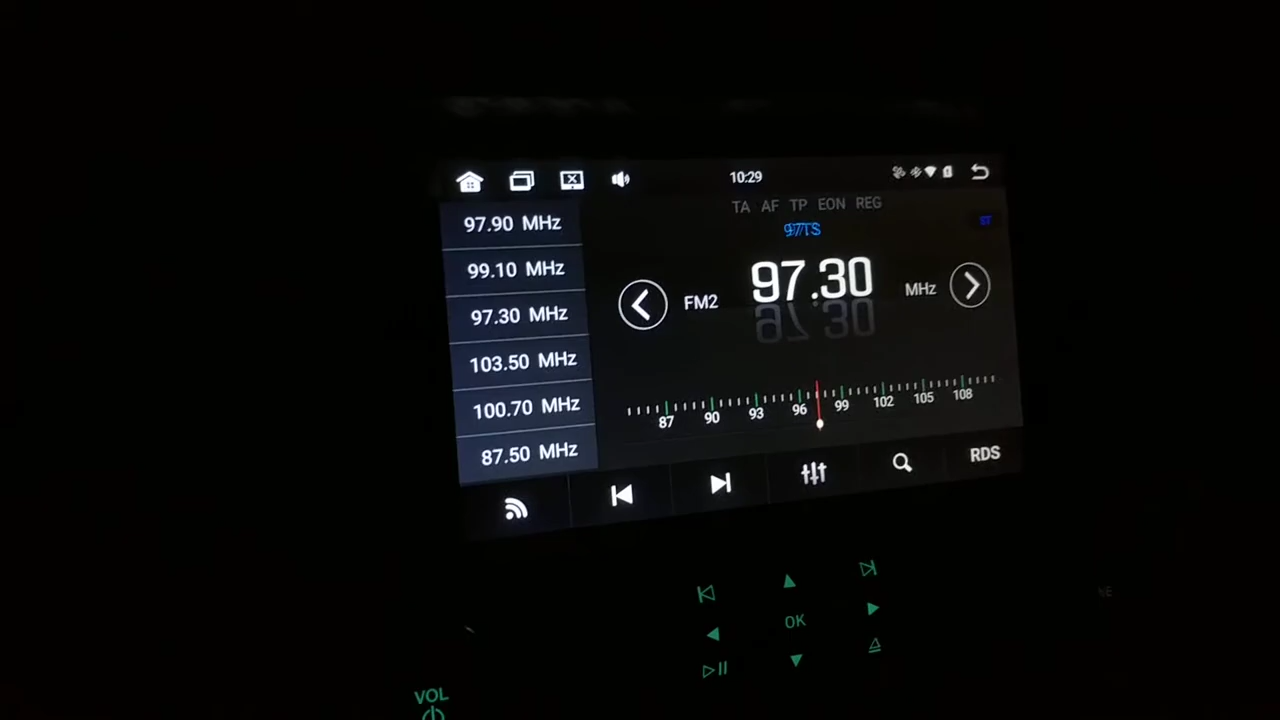 10:29
TA AF TP EON REG
ST
97.90 MHz
99.10 MHz
97.30 MHz
103.50 MHz
100.70 MHz
87.50 MHz
FM2 97.30 MHz
87 90 93 96 99 102 105 108
RDS
OK
VOL